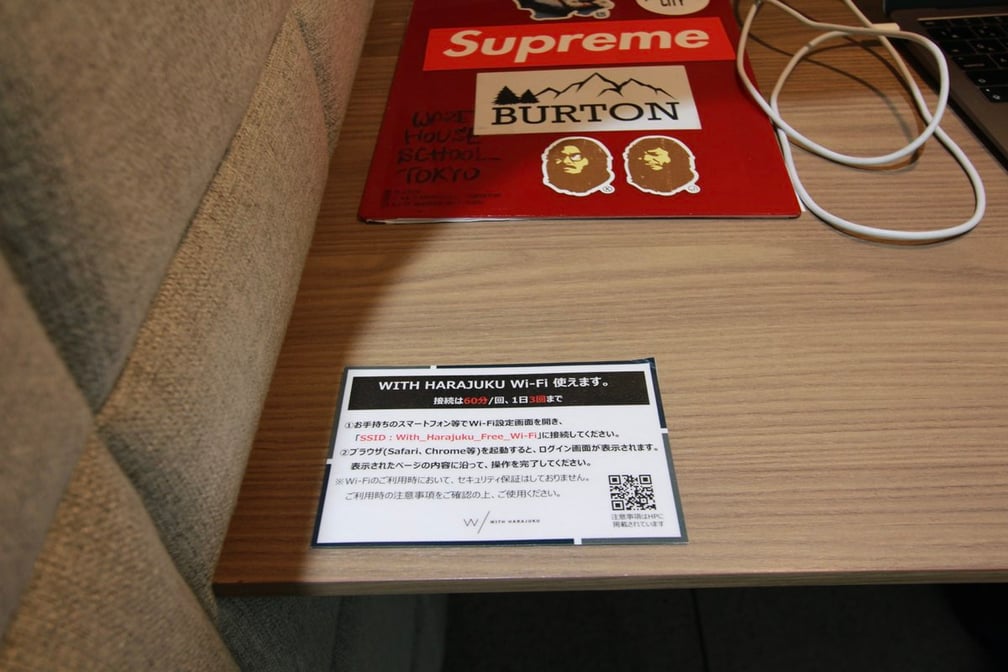 CITY
Supreme
BURTON
HOUSE
SCHOOL
TOKYO
WITH HARAJUKU Wi-Fi 使えます。
接続は60分/回、1日3回まで
①お手持ちのスマートフォン等でWi-Fi設定画面を開き、
「SSID：With_Harajuku_Free_Wi-Fi」に接続してください。
②ブラウザ(Safari、Chrome等)を起動すると、ログイン画面が表示されます。
表示されたページの内容に沿って、操作を完了してください。
※Wi-Fiのご利用時において、セキュリティ保証はしておりません。
ご利用時の注意事項をご確認の上、ご使用ください。
注意事項はHPに
掲載されています
W/ WITH HARAJUKU